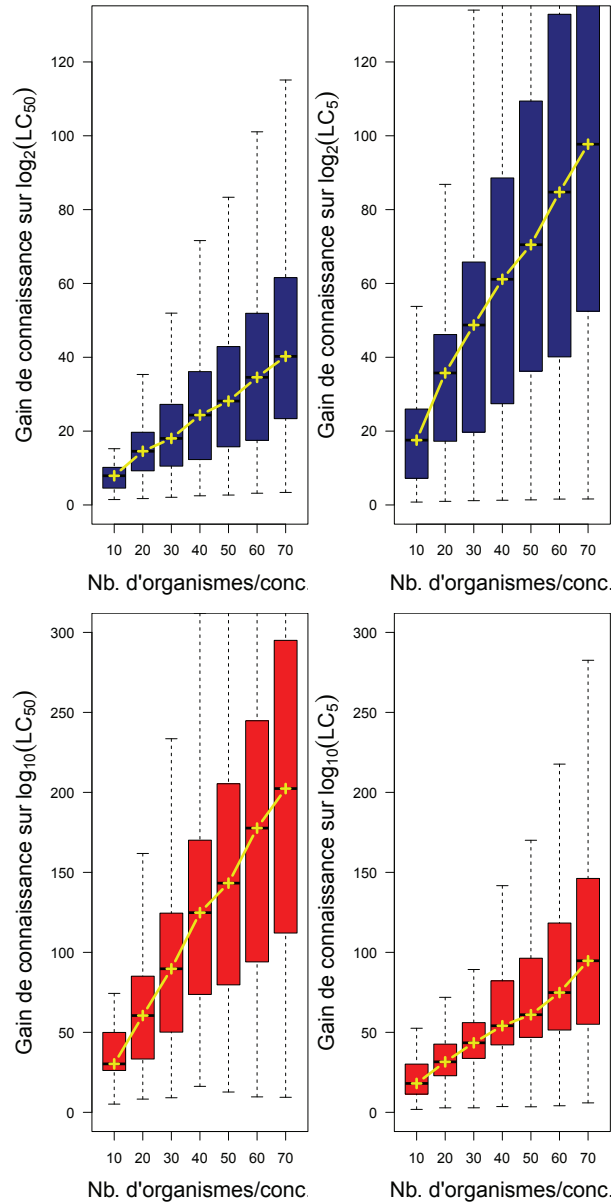 Gain de connaissance sur log₂(LC₅₀)
120
100
80
60
40
20
0
10 20 30 40 50 60 70
Nb. d'organismes/conc.
Gain de connaissance sur log₂(LC₅)
120
100
80
60
40
20
0
10 20 30 40 50 60 70
Nb. d'organismes/conc.
Gain de connaissance sur log₁₀(LC₅₀)
300
250
200
150
100
50
0
10 20 30 40 50 60 70
Nb. d'organismes/conc.
Gain de connaissance sur log₁₀(LC₅)
300
250
200
150
100
50
0
10 20 30 40 50 60 70
Nb. d'organismes/conc.